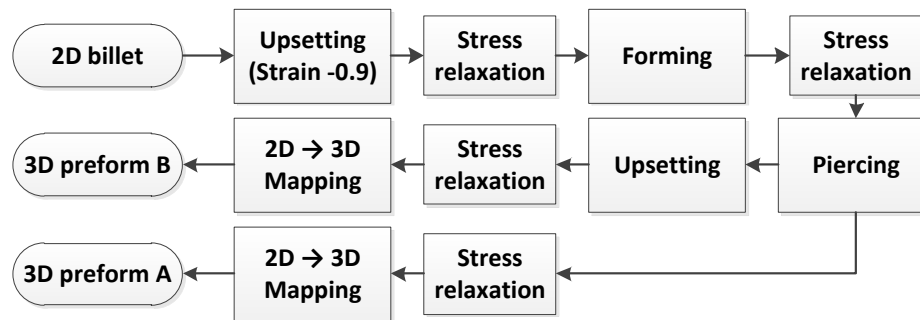 2D billet
Upsetting
(Strain -0.9)
Stress
relaxation
Forming
Stress
relaxation
3D preform B
2D → 3D
Mapping
Stress
relaxation
Upsetting
Piercing
3D preform A
2D → 3D
Mapping
Stress
relaxation